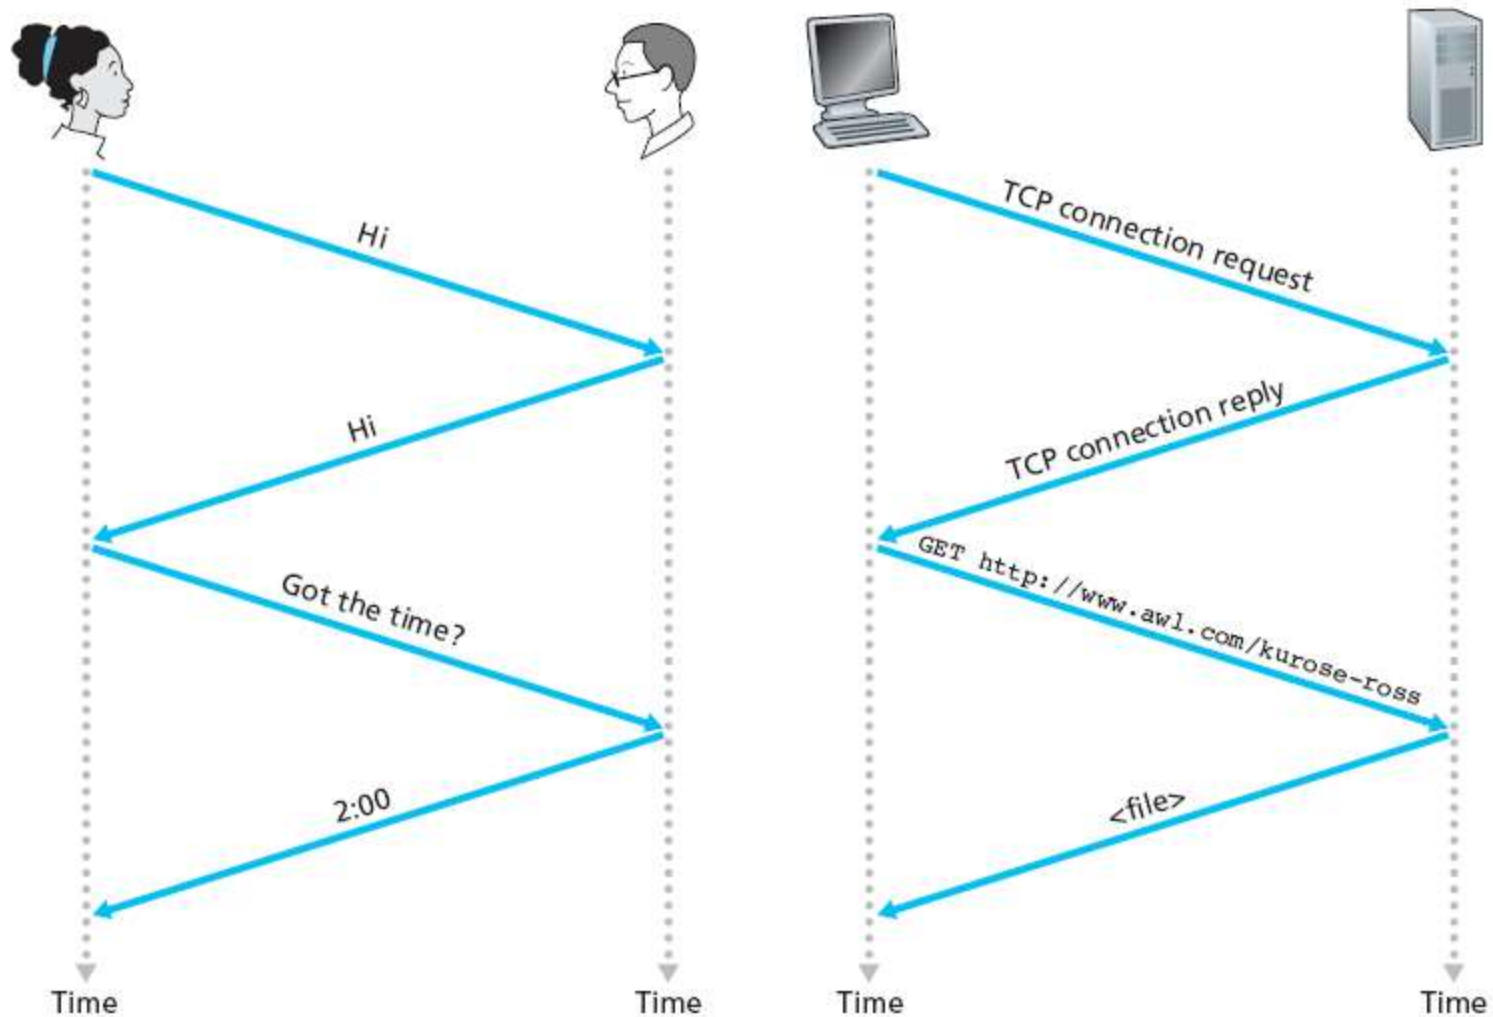 Hi
Hi
Got the time?
2:00
Time
Time
TCP connection request
TCP connection reply
GET http://www.awl.com/kurose-ross
<file>
Time
Time